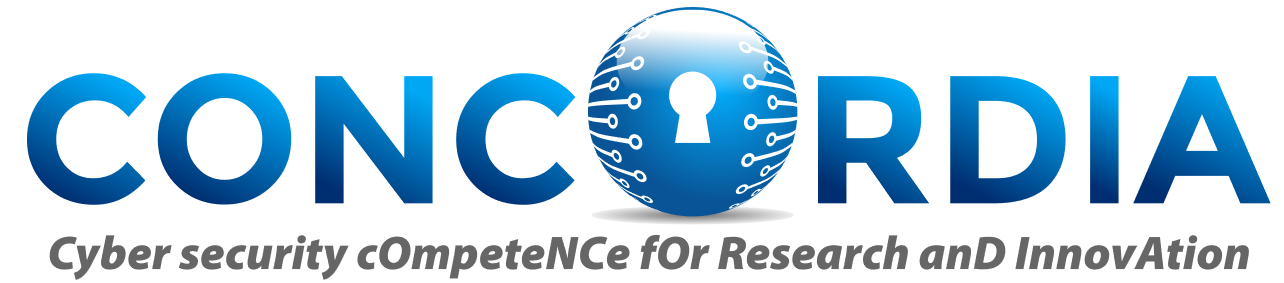 CONCORDIA
Cyber security cOmpeteNCe fOr Research anD InnovAtion